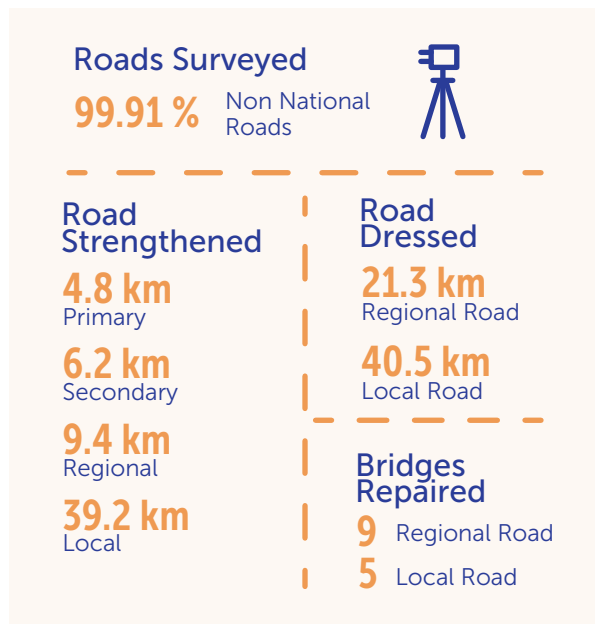 Roads Surveyed
99.91 %
Non National
Roads
Road
Strengthened
4.8 km
Primary
6.2 km
Secondary
9.4 km
Regional
39.2 km
Local
Road
Dressed
21.3 km
Regional Road
40.5 km
Local Road
Bridges
Repaired
9 Regional Road
5 Local Road